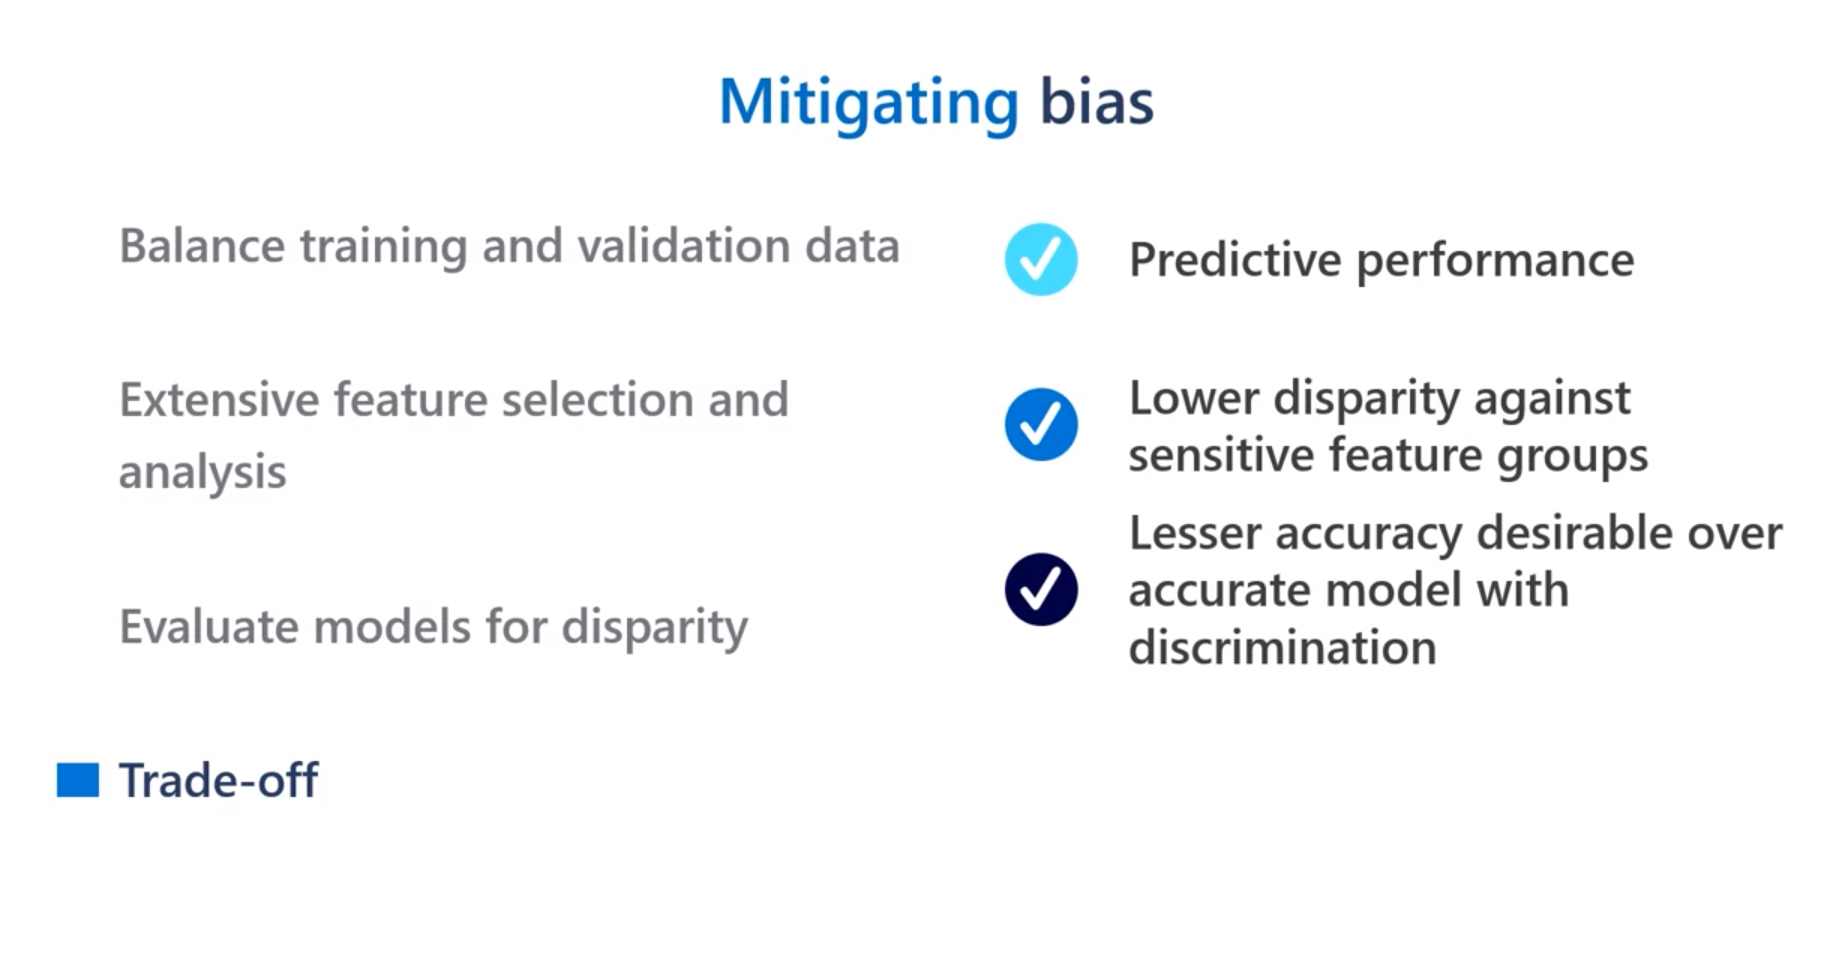 Mitigating bias
Balance training and validation data
Extensive feature selection and
analysis
Evaluate models for disparity
Trade-off
Predictive performance
Lower disparity against
sensitive feature groups
Lesser accuracy desirable over
accurate model with
discrimination